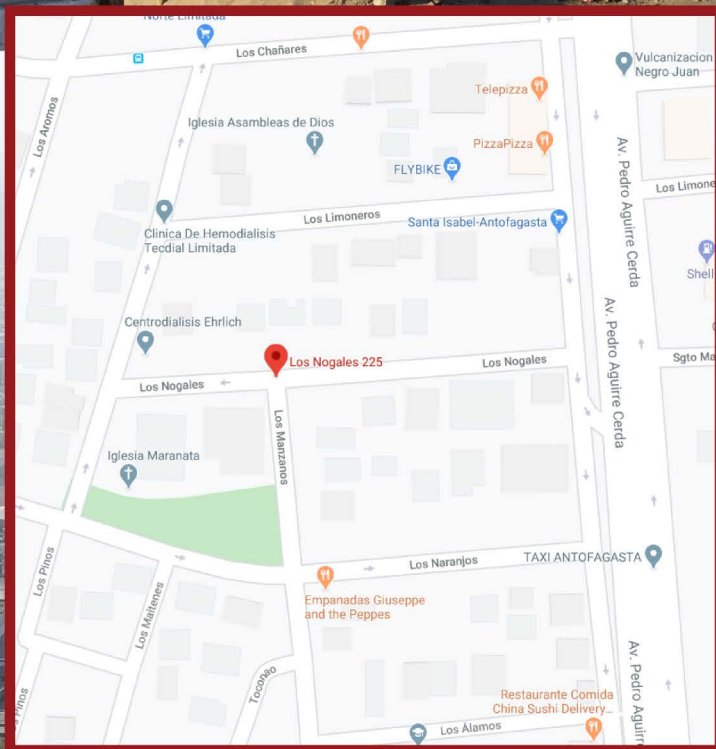 Norte Limitada
Los Chañares
Vulcanizacion
Negro Juan
Telepizza
Los Aromos
Iglesia Asambleas de Dios
PizzaPizza
Av. Pedro Aguirre Cerda
FLYBIKE
Los Limone
Los Limoneros
Santa Isabel-Antofagasta
Clinica De Hemodialisis
Tecdial Limitada
Shell
Av. Pedro Aguirre Cerda
Centrodialisis Ehrlich
Los Nogales 225
Los Nogales
Sgto Ma
Los Nogales
Los Manzanos
Iglesia Maranata
Los Naranjos
TAXI ANTOFAGASTA
Los Pinos
Empanadas Giuseppe
and the Peppes
Los Maitenes
Av. Pedro Aguirr
Toconao
Restaurante Comida
China Sushi Delivery...
s Pinos
Los Álamos